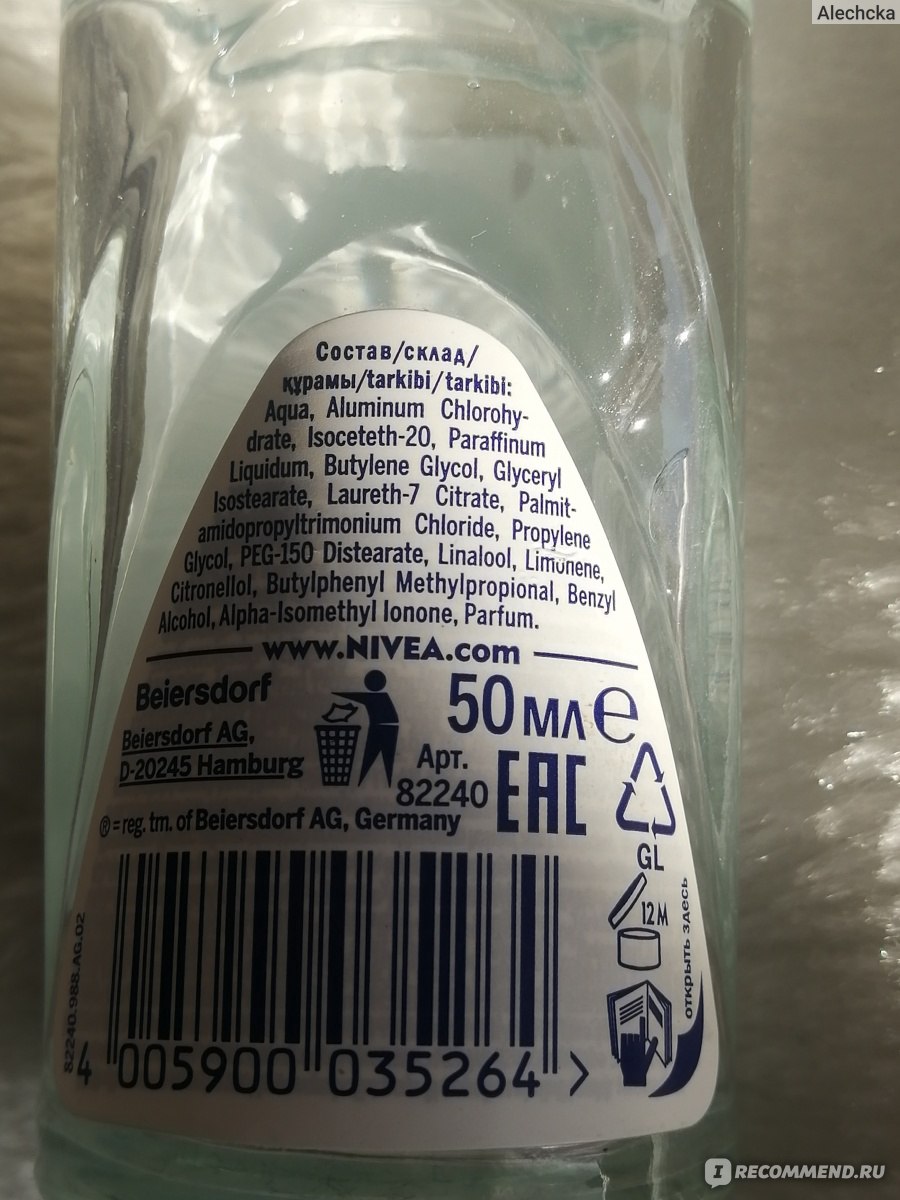 Alechcka
Состав/склад/
құрамы/tarkibi/tarkibi:
Aqua, Aluminum Chlorohy-
drate, Isoceteth-20, Paraffinum
Liquidum, Butylene Glycol, Glyceryl
Isostearate, Laureth-7 Citrate, Palmit-
amidopropyltrimonium Chloride, Propylene
Glycol, PEG-150 Distearate, Linalool, Limonene,
Citronellol, Butylphenyl Methylpropional, Benzyl
Alcohol, Alpha-Isomethyl Ionone, Parfum.
www.NIVEA.com
Beiersdorf
Beiersdorf AG,
D-20245 Hamburg
50 мл e
Арт.
82240
EAC
® = reg. tm. of Beiersdorf AG, Germany
GL
12M
открыть здесь
82240.988.AG.02
4 005900 035264 >
IRECOMMEND.RU